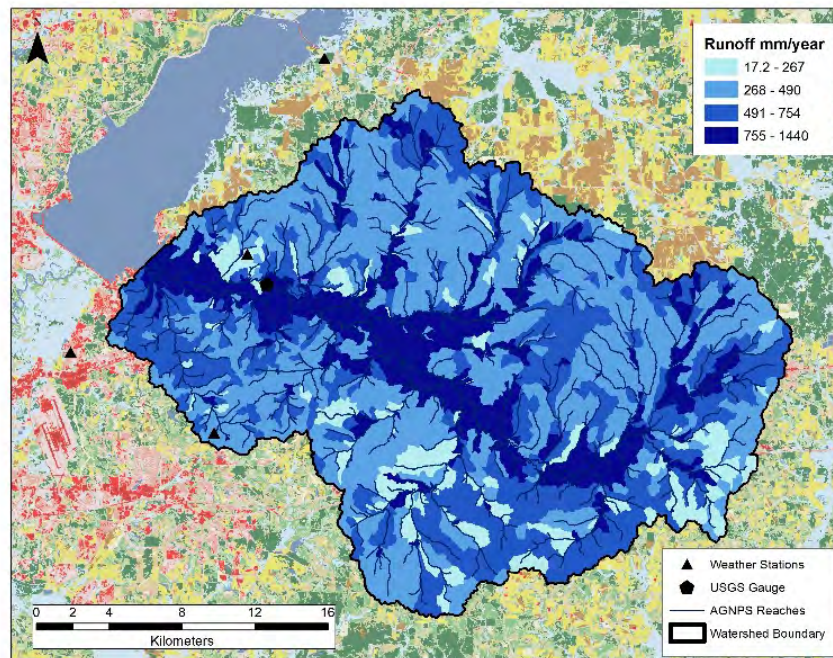 Runoff mm/year
17.2 - 267
268 - 490
491 - 754
755 - 1440
Weather Stations
USGS Gauge
AGNPS Reaches
Watershed Boundary
0 2 4 8 12 16
Kilometers